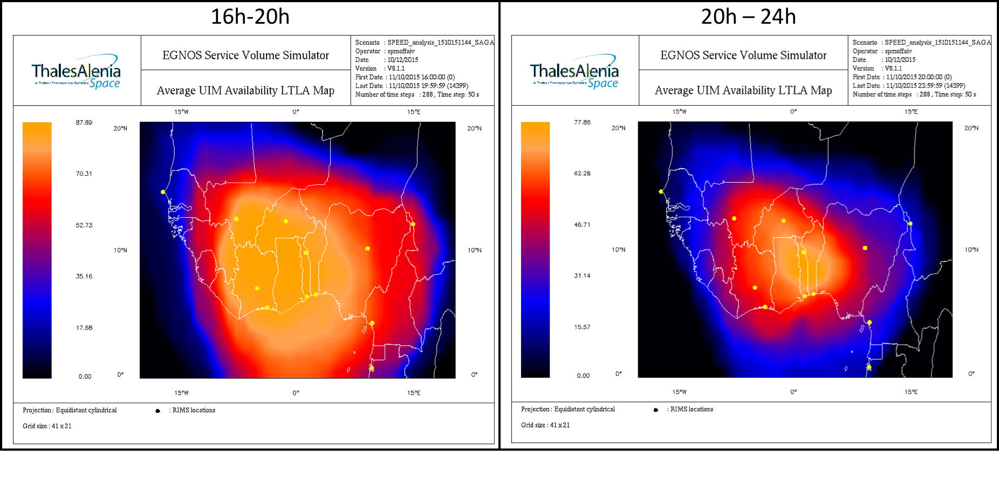 16h-20h
ThalesAlenia
A Thales / Finmeccanica Company
Space
EGNOS Service Volume Simulator
Average UIM Availability LTLA Map
Scenario : SPEED_analysis_1510151144_SAGA
Operator : spmoffaiv
Date : 10/12/2015
Version : V8.1.1
First Date : 11/10/2015 16:00:00 (0)
Last Date : 11/10/2015 19:59:59 (14399)
Number of time steps : 288 , Time step: 50 s
15°W 0° 15°E
87.89
70.31
52.73
35.16
17.58
0.00
20°N 20°N
10°N 10°N
0° 0°
15°W 0° 15°E
Projection : Equidistant cylindrical
: RIMS locations
Grid size : 41 x 21
20h – 24h
ThalesAlenia
A Thales / Finmeccanica Company
Space
EGNOS Service Volume Simulator
Average UIM Availability LTLA Map
Scenario : SPEED_analysis_1510151144_SAGA
Operator : spmoffaiv
Date : 10/12/2015
Version : V8.1.1
First Date : 11/10/2015 20:00:00 (0)
Last Date : 11/10/2015 23:59:59 (14399)
Number of time steps : 288 , Time step: 50 s
15°W 0° 15°E
77.86
62.28
46.71
31.14
15.57
0.00
20°N 20°N
10°N 10°N
0° 0°
15°W 0° 15°E
Projection : Equidistant cylindrical
: RIMS locations
Grid size : 41 x 21